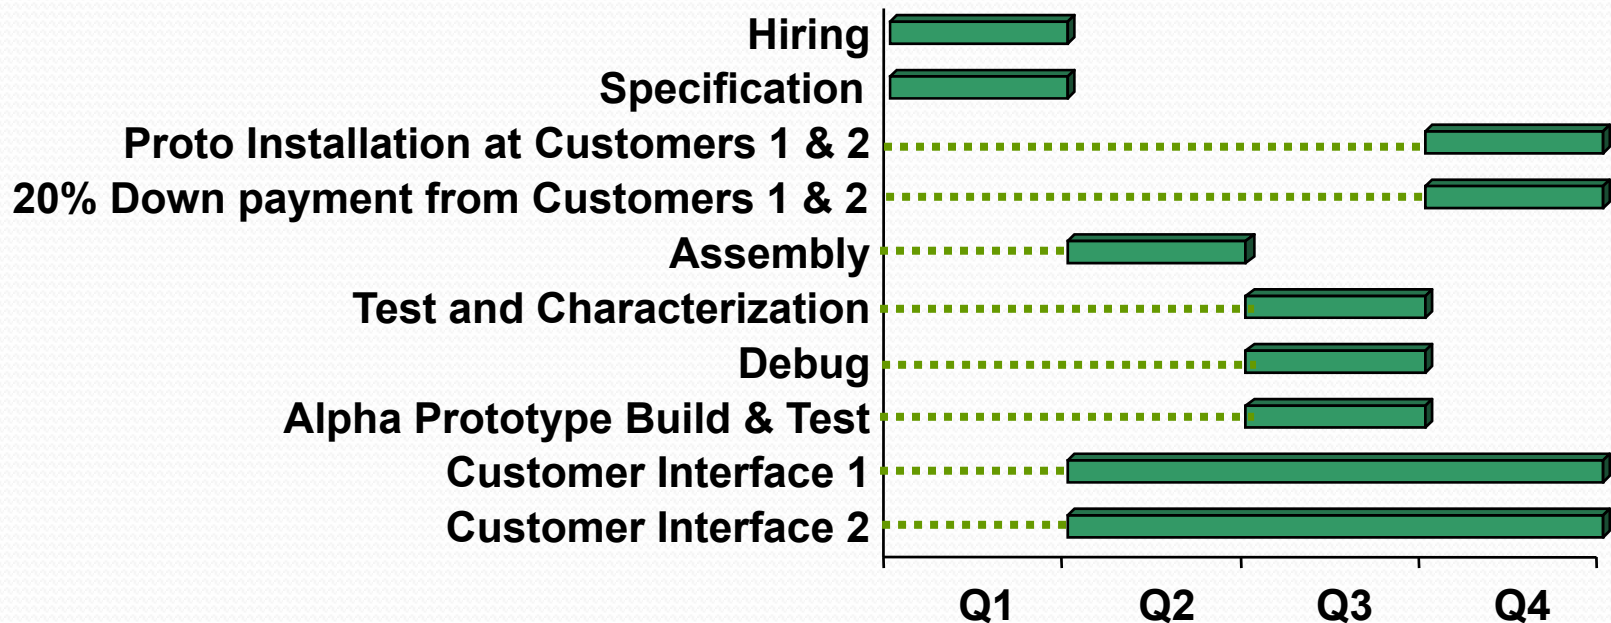 Hiring
Specification
Proto Installation at Customers 1 & 2
20% Down payment from Customers 1 & 2
Assembly
Test and Characterization
Debug
Alpha Prototype Build & Test
Customer Interface 1
Customer Interface 2
Q1 Q2 Q3 Q4